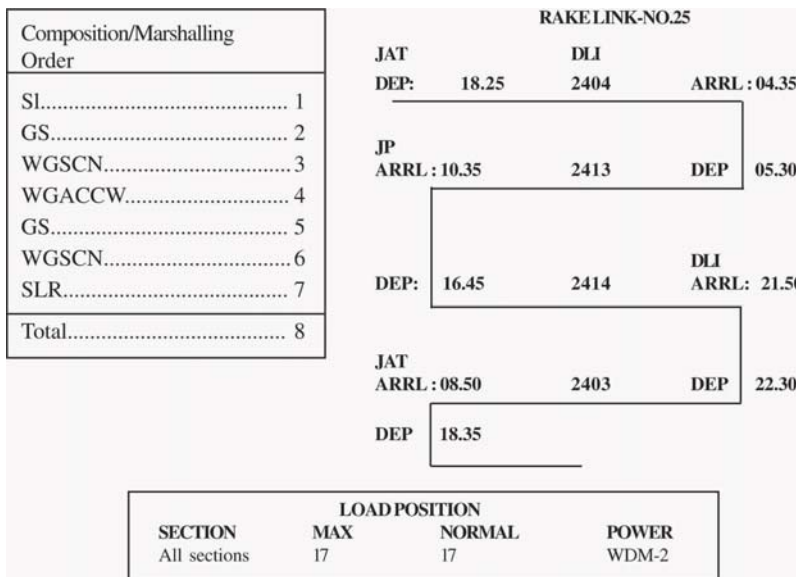 Composition/Marshalling
Order
Sl........................................ 1
GS....................................... 2
WGSCN............................... 3
WGACCW........................... 4
GS....................................... 5
WGSCN............................... 6
SLR..................................... 7
Total..................................... 8
RAKE LINK-NO.25
JAT DLI
DEP: 18.25 2404 ARRL : 04.35
JP
ARRL : 10.35 2413 DEP 05.30
DLI
DEP: 16.45 2414 ARRL: 21.50
JAT
ARRL : 08.50 2403 DEP 22.30
DEP 18.35
LOAD POSITION
SECTION MAX NORMAL POWER
All sections 17 17 WDM-2